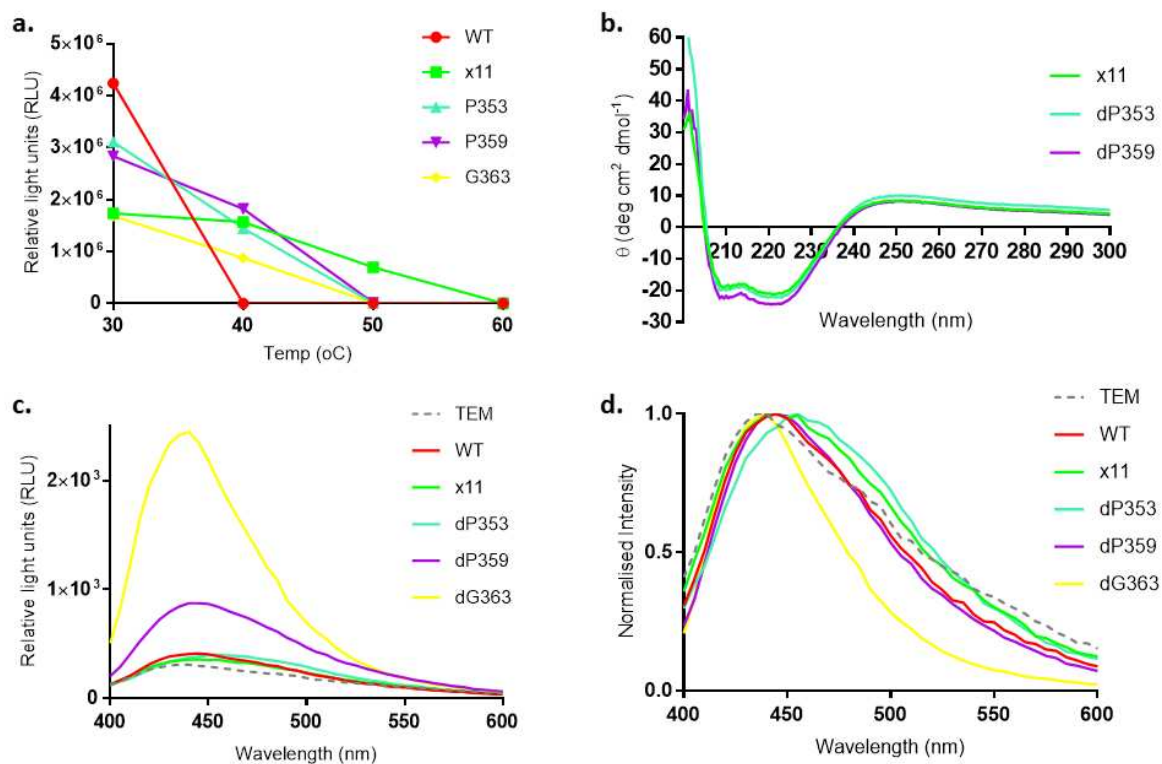 a.
Relative light units (RLU)
5×10⁶
4×10⁶
3×10⁶
2×10⁶
1×10⁶
0
30 40 50 60
Temp (oC)
WT
x11
P353
P359
G363
b.
θ (deg cm² dmol⁻¹)
60
50
40
30
20
10
0
-10
-20
-30
210 220 230 240 250 260 270 280 290 300
Wavelength (nm)
x11
dP353
dP359
c.
Relative light units (RLU)
2×10³
1×10³
0
400 450 500 550 600
Wavelength (nm)
TEM
WT
x11
dP353
dP359
dG363
d.
Normalised Intensity
1.0
0.5
0.0
400 450 500 550 600
Wavelength (nm)
TEM
WT
x11
dP353
dP359
dG363